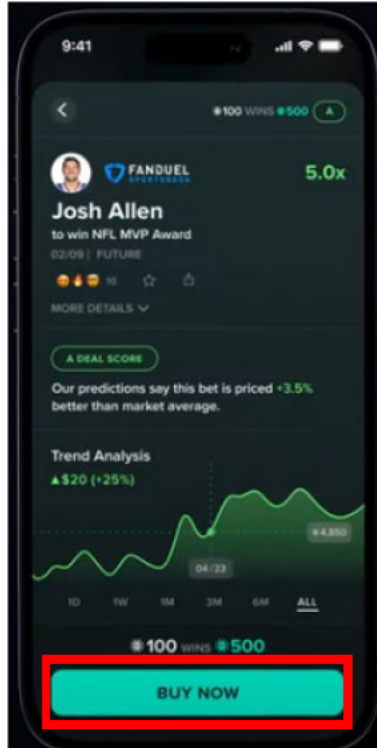 9:41
100 WINS 500 A
FANDUEL
SPORTSBOOK
5.0x
Josh Allen
to win NFL MVP Award
02/09 | FUTURE
10
MORE DETAILS
A DEAL SCORE
Our predictions say this bet is priced +3.5%
better than market average.
Trend Analysis
▲$20 (+25%)
4,850
04/23
1D 1W 1M 3M 6M ALL
100 WINS 500
BUY NOW